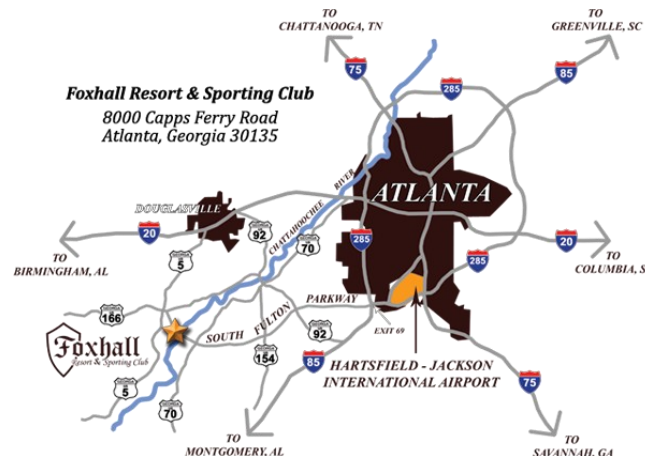 TO
CHATTANOOGA, TN
TO
GREENVILLE, SC
75
85
285
Foxhall Resort & Sporting Club
8000 Capps Ferry Road
Atlanta, Georgia 30135
ATLANTA
DOUGLASVILLE
CHATTAHOOCHEE RIVER
20
92
70
285
285
20
TO
BIRMINGHAM, AL
5
TO
COLUMBIA, S
166
SOUTH FULTON PARKWAY
EXIT 69
Foxhall
Resort & Sporting Club
92
154
85
HARTSFIELD - JACKSON
INTERNATIONAL AIRPORT
5
70
75
TO
MONTGOMERY, AL
TO
SAVANNAH, GA